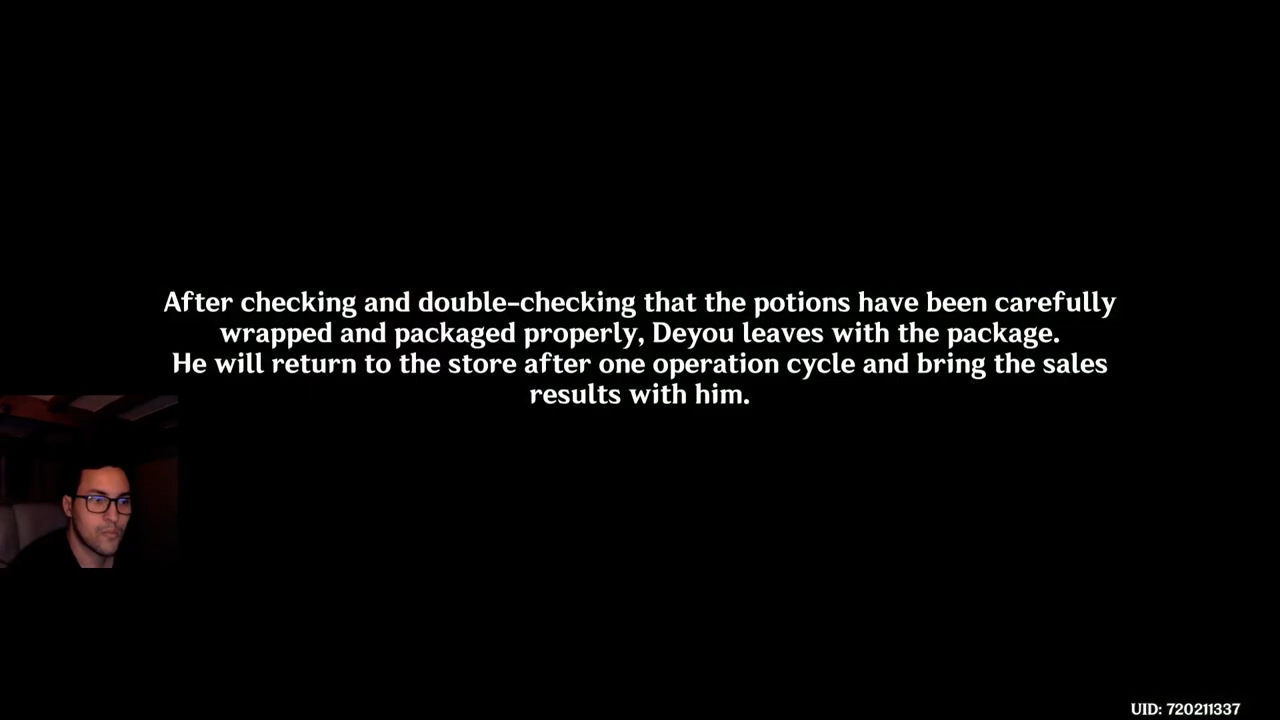 After checking and double-checking that the potions have been carefully
wrapped and packaged properly, Deyou leaves with the package.
He will return to the store after one operation cycle and bring the sales
results with him.
UID: 720211337